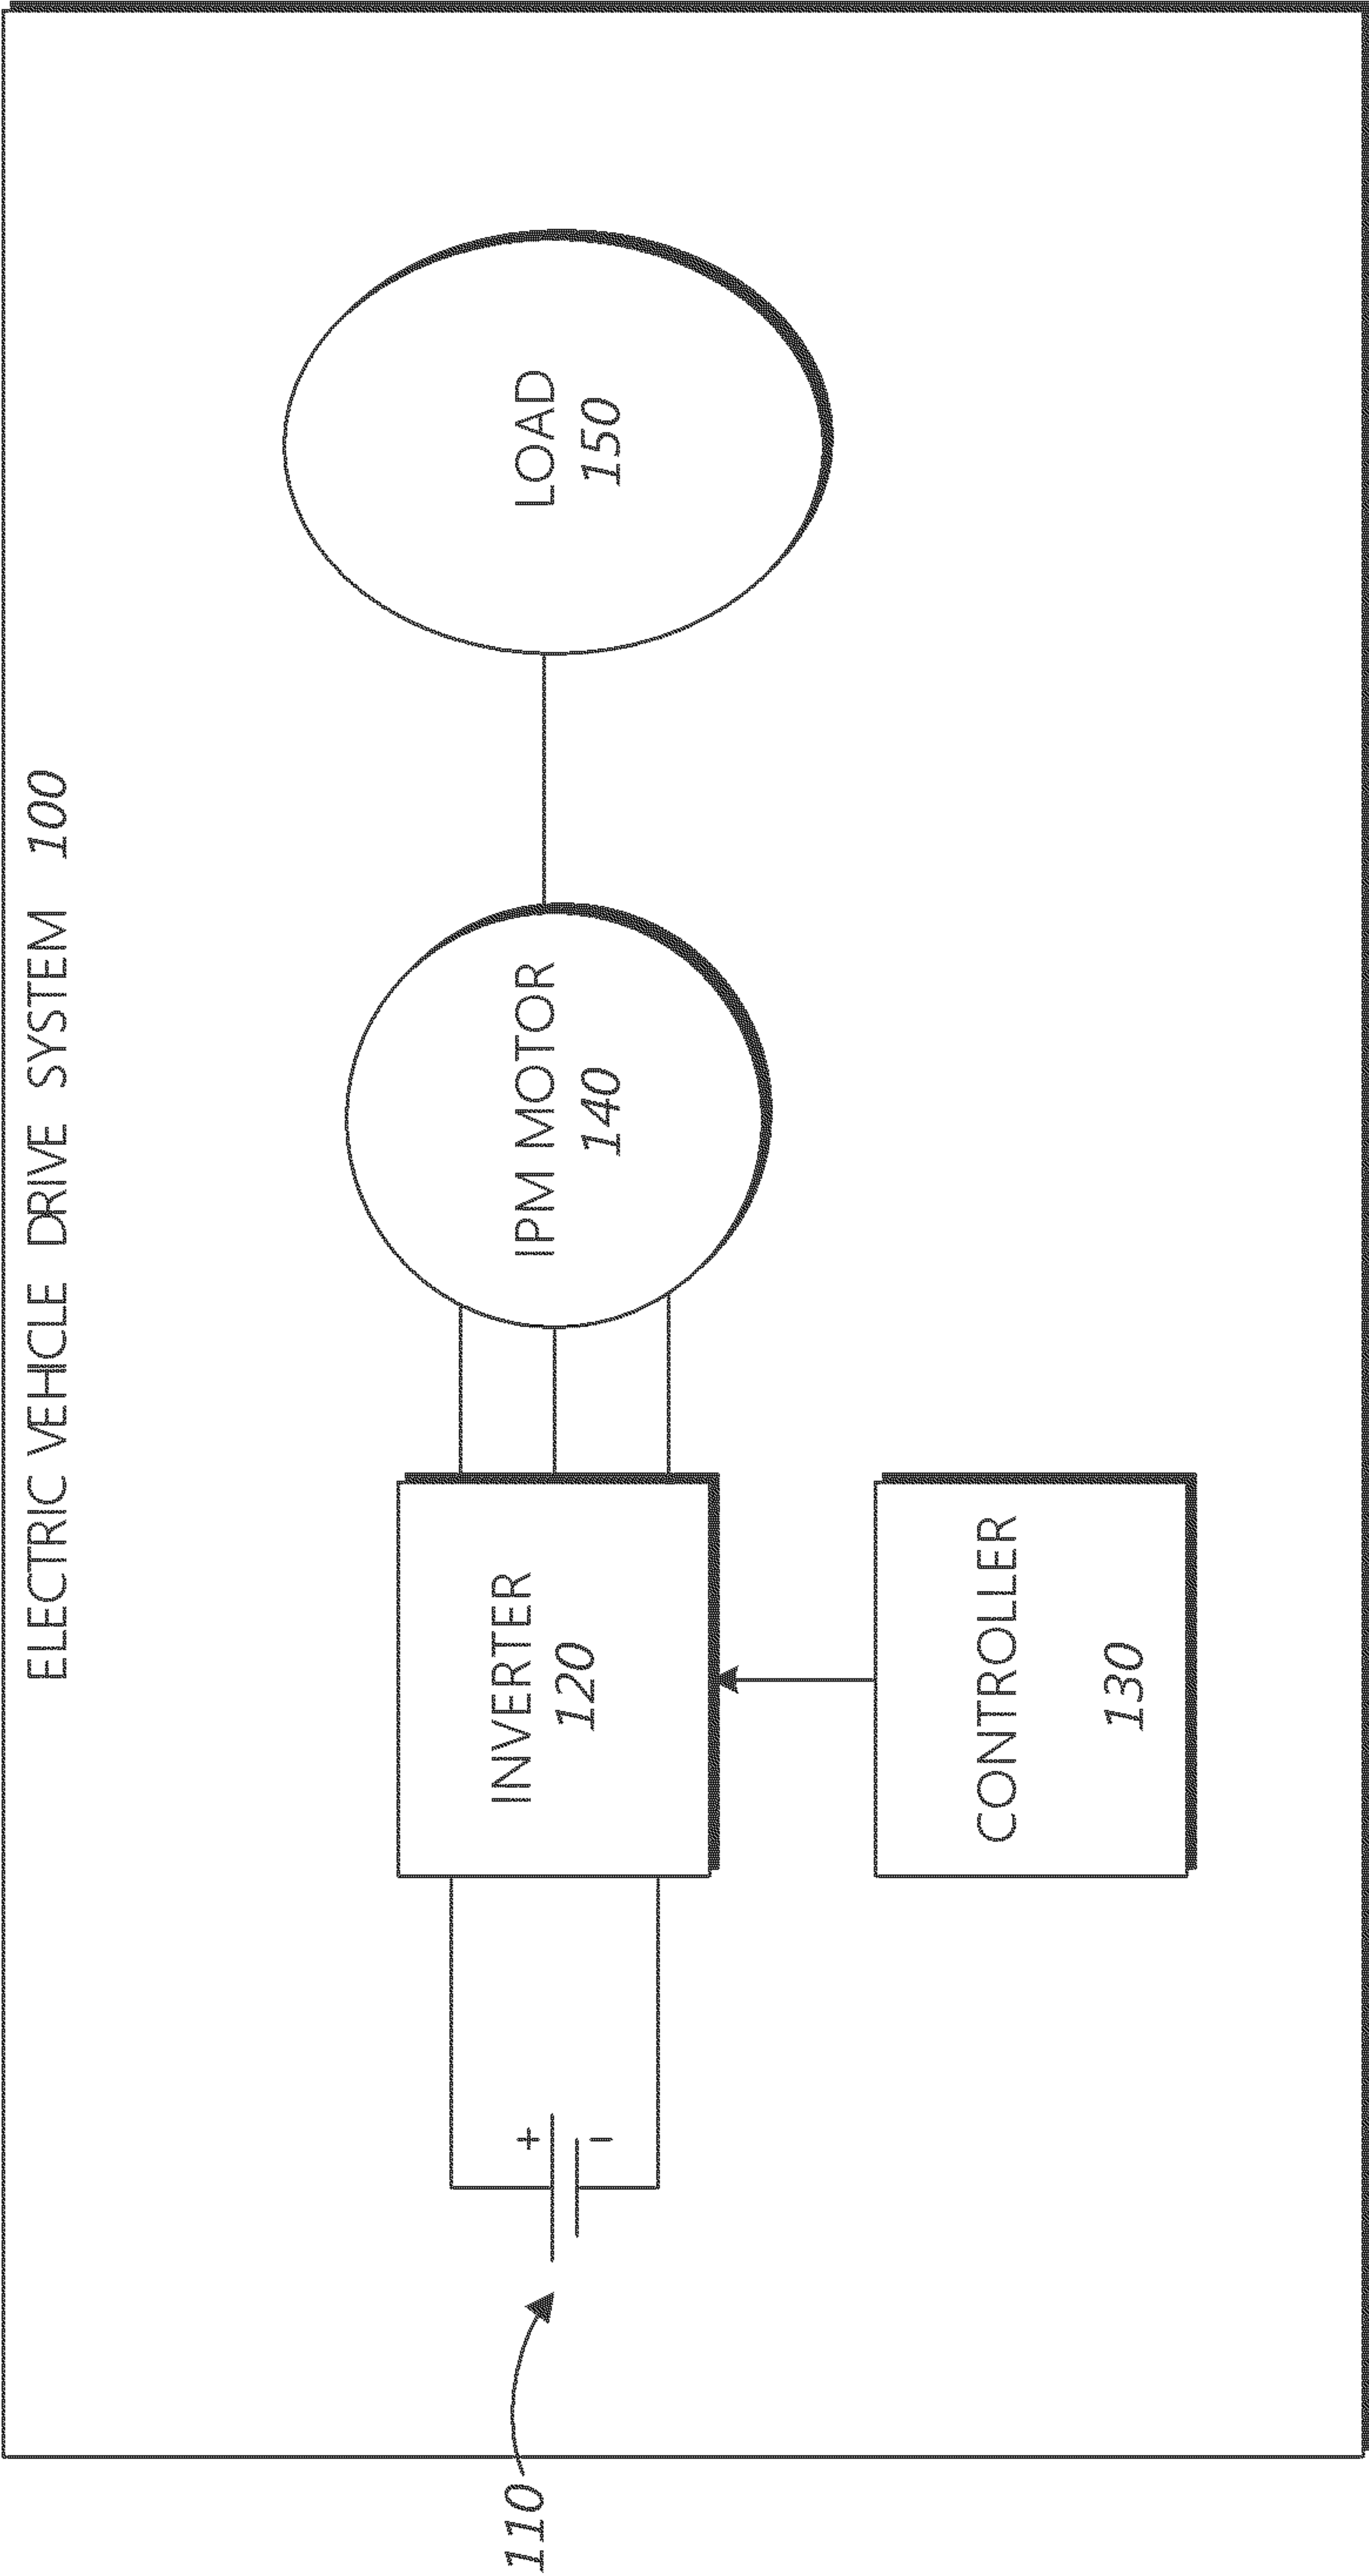 ELECTRIC VEHICLE DRIVE SYSTEM 100
110
+
–
INVERTER
120
CONTROLLER
130
IPM MOTOR
140
LOAD
150